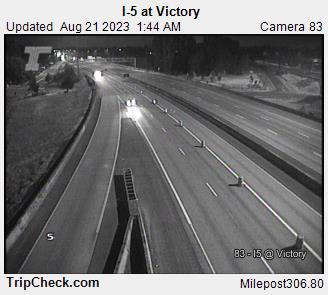 I-5 at Victory
Updated  Aug 21 2023  1:44 AM
Camera 83
S
83 - I5 @ Victory
TripCheck.com
Milepost306.80